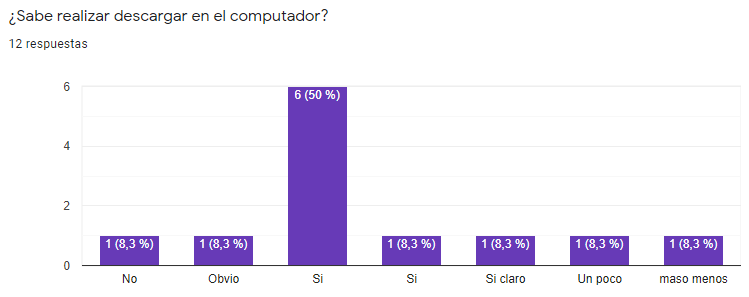 ¿Sabe realizar descargar en el computador?
12 respuestas
6
4
2
0
1 (8,3 %)
1 (8,3 %)
6 (50 %)
1 (8,3 %)
1 (8,3 %)
1 (8,3 %)
1 (8,3 %)
No
Obvio
Si
Si
Si claro
Un poco
maso menos